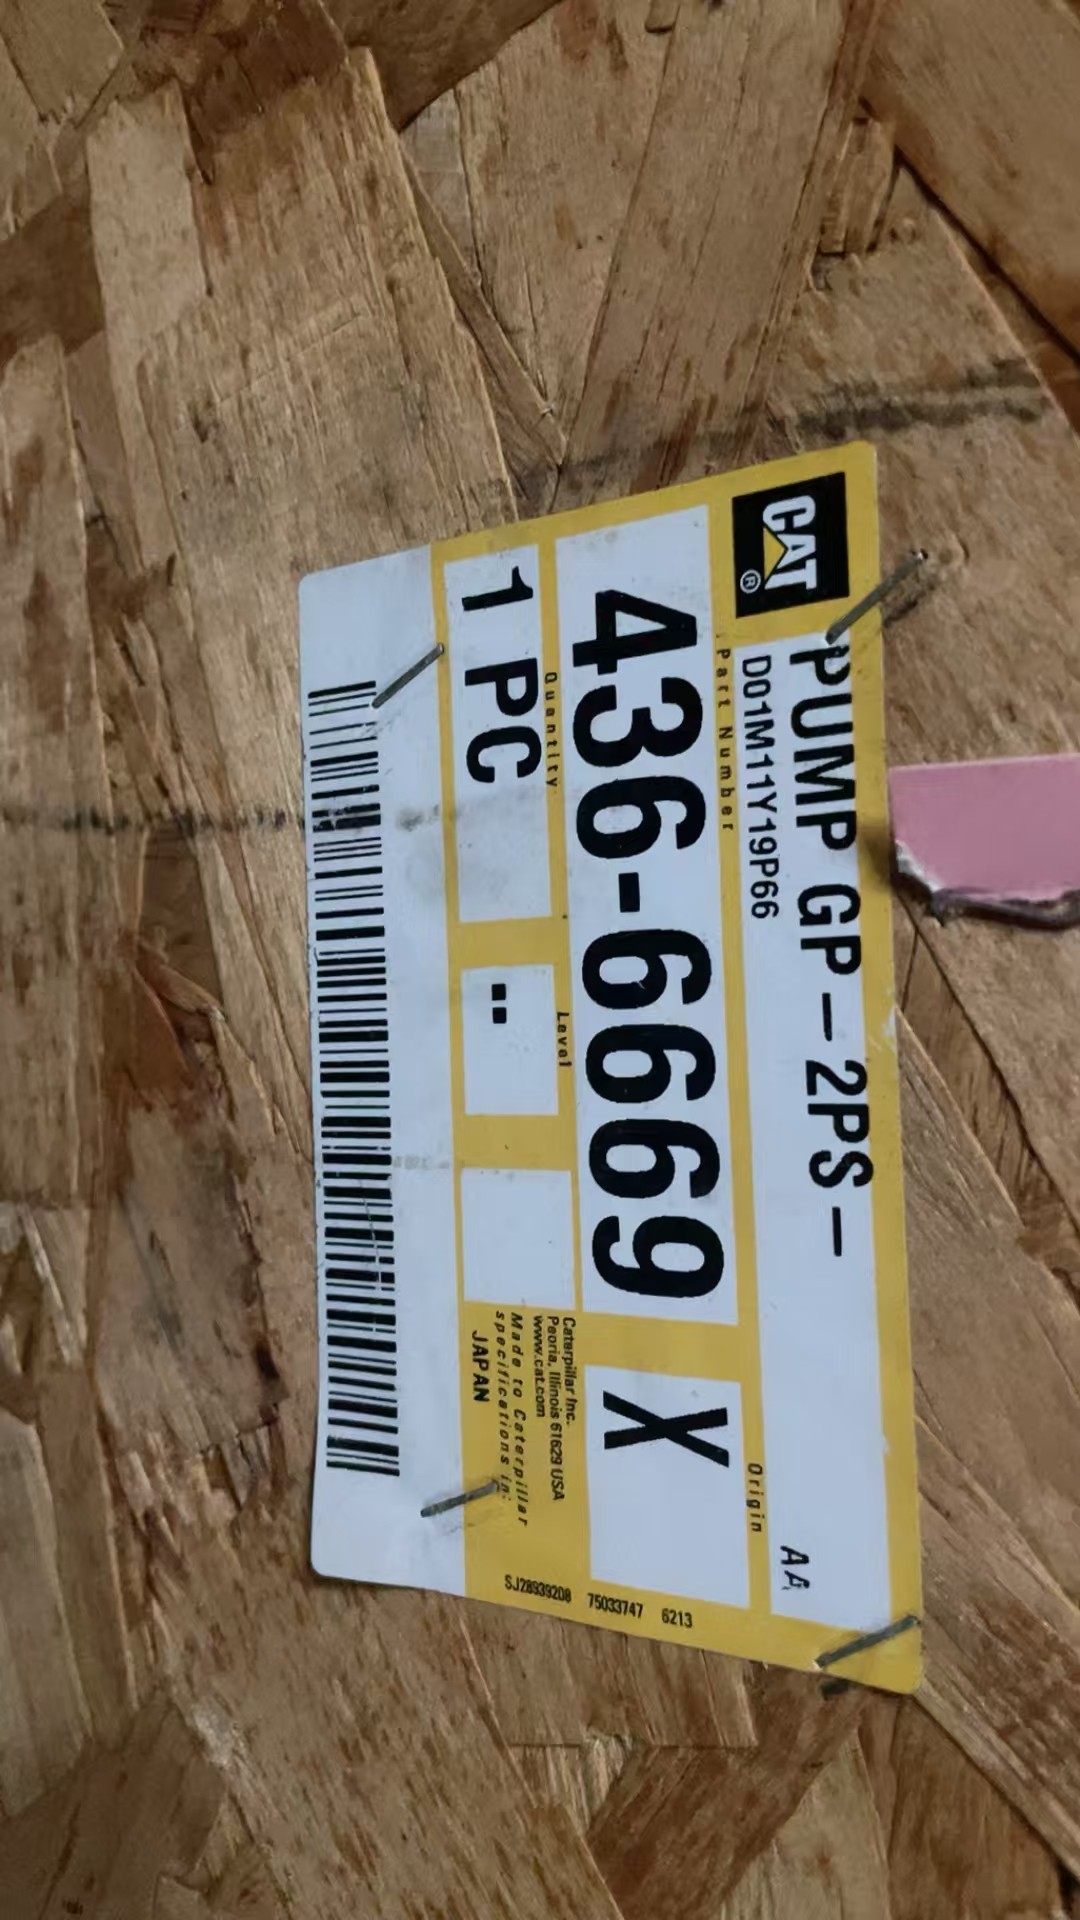 CAT®
PUMP GP – 2PS –
D01M11Y19P66
AA
Part Number
Origin
436-6669
X
Quantity
Level
1 PC
--
Caterpillar Inc.
Peoria, Illinois 61629 USA
www.cat.com
Made to Caterpillar
specifications in:
JAPAN
SJ28939208 75033747 6213